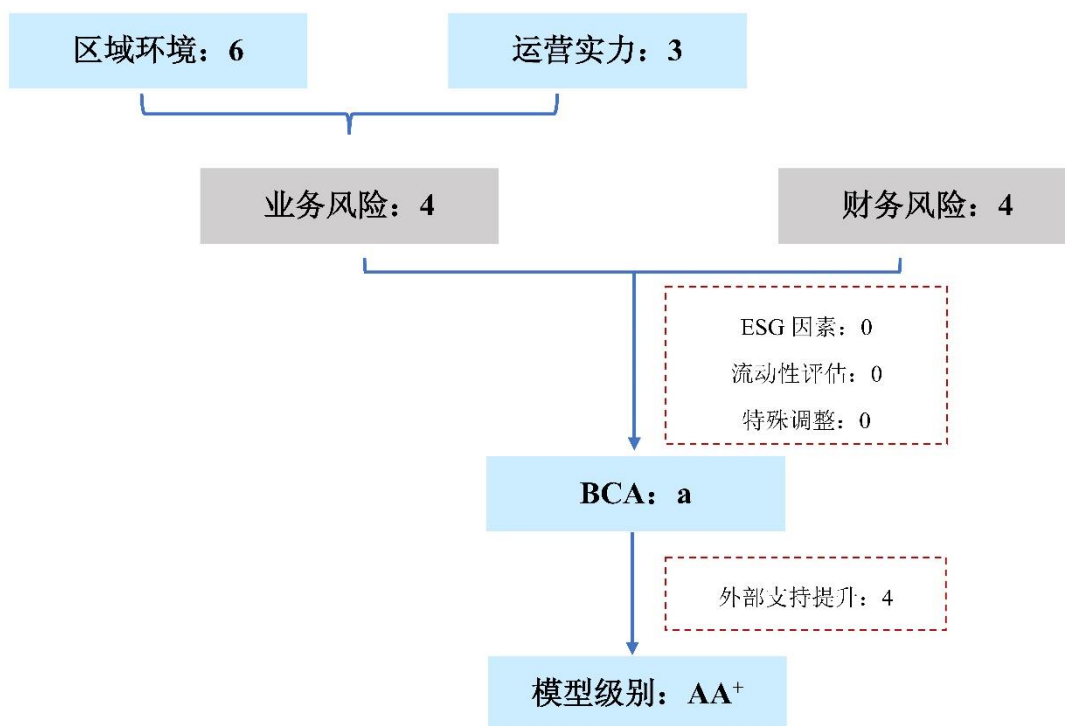 区域环境：6
运营实力：3
业务风险：4
财务风险：4
ESG 因素：0
流动性评估：0
特殊调整：0
BCA：a
外部支持提升：4
模型级别：AA⁺